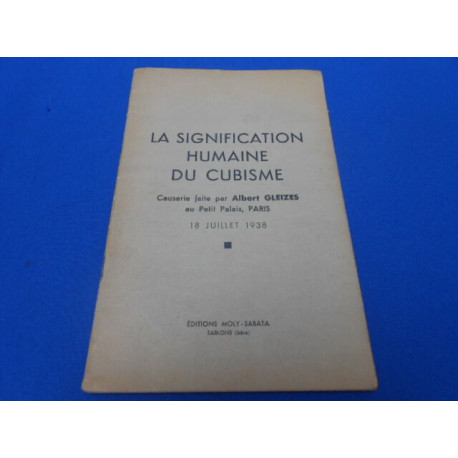 LA SIGNIFICATION
HUMAINE
DU CUBISME
Causerie faite par Albert GLEIZES
au Petit Palais, PARIS
18 JUILLET 1938
ÉDITIONS MOLY-SABATA
SABLONS (Isère)